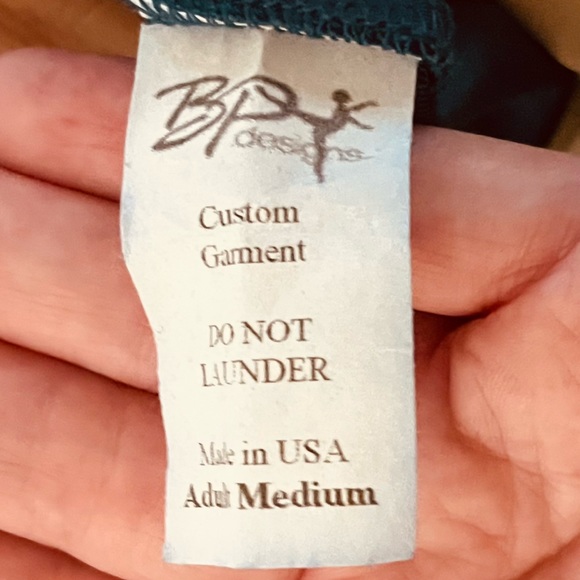 BP
designs
Custom
Garment
DO NOT
LAUNDER
Made in USA
Adult Medium